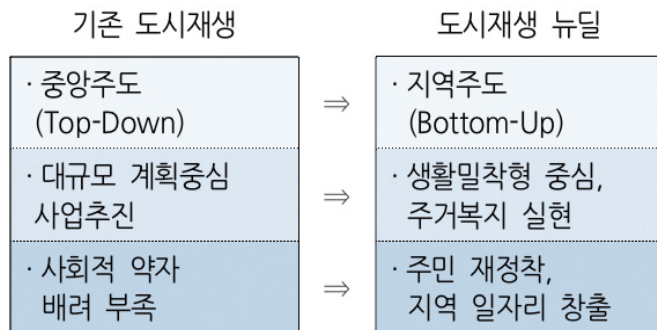 기존 도시재생
도시재생 뉴딜
· 중앙주도
(Top-Down)
⇒
· 지역주도
(Bottom-Up)
· 대규모 계획중심
사업추진
⇒
· 생활밀착형 중심,
주거복지 실현
· 사회적 약자
배려 부족
⇒
· 주민 재정착,
지역 일자리 창출